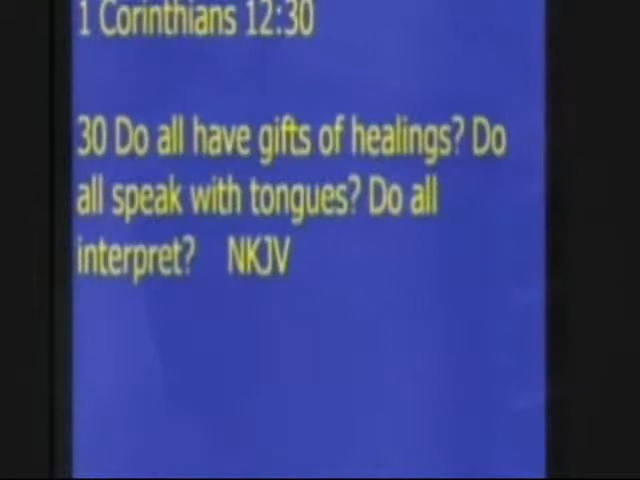 1 Corinthians 12:30
30 Do all have gifts of healings? Do
all speak with tongues? Do all
interpret? NKJV